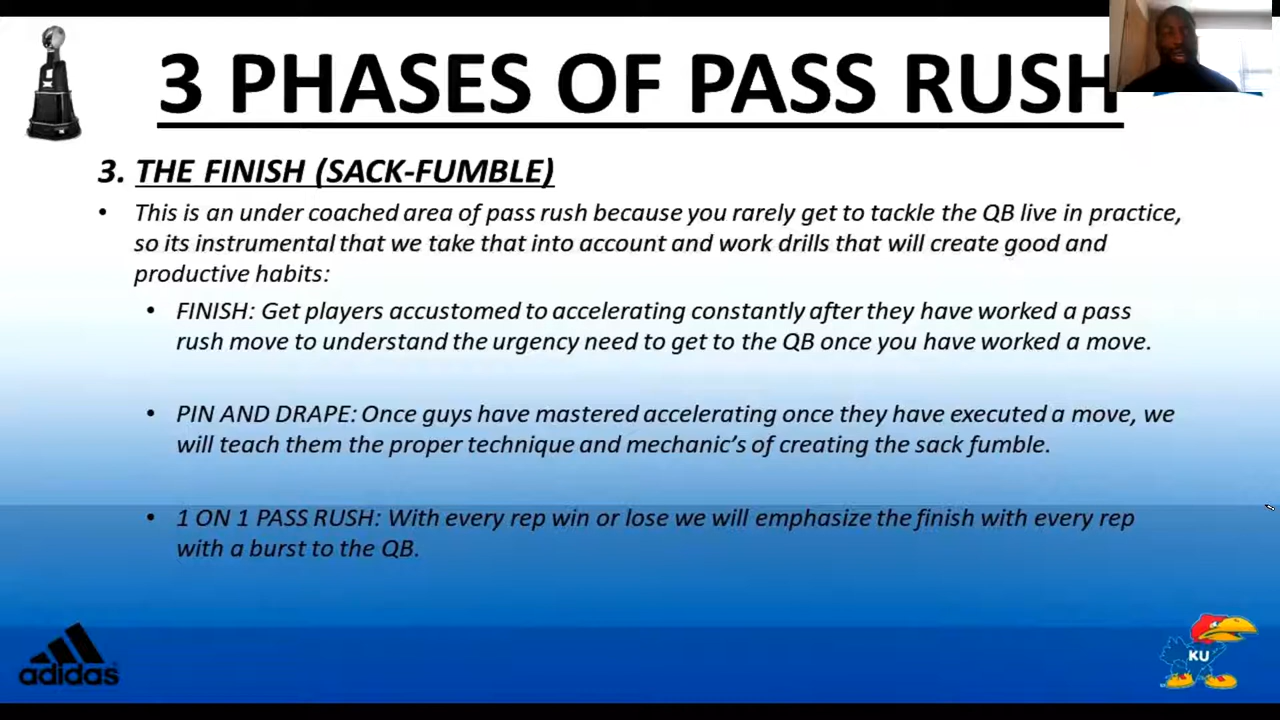 3 PHASES OF PASS RUSH
3. THE FINISH (SACK-FUMBLE)
• This is an under coached area of pass rush because you rarely get to tackle the QB live in practice,
so its instrumental that we take that into account and work drills that will create good and
productive habits:
• FINISH: Get players accustomed to accelerating constantly after they have worked a pass
rush move to understand the urgency need to get to the QB once you have worked a move.
• PIN AND DRAPE: Once guys have mastered accelerating once they have executed a move, we
will teach them the proper technique and mechanic's of creating the sack fumble.
• 1 ON 1 PASS RUSH: With every rep win or lose we will emphasize the finish with every rep
with a burst to the QB.
adidas
KU